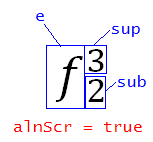 e
sup
f 3
2
sub
alnScr = true